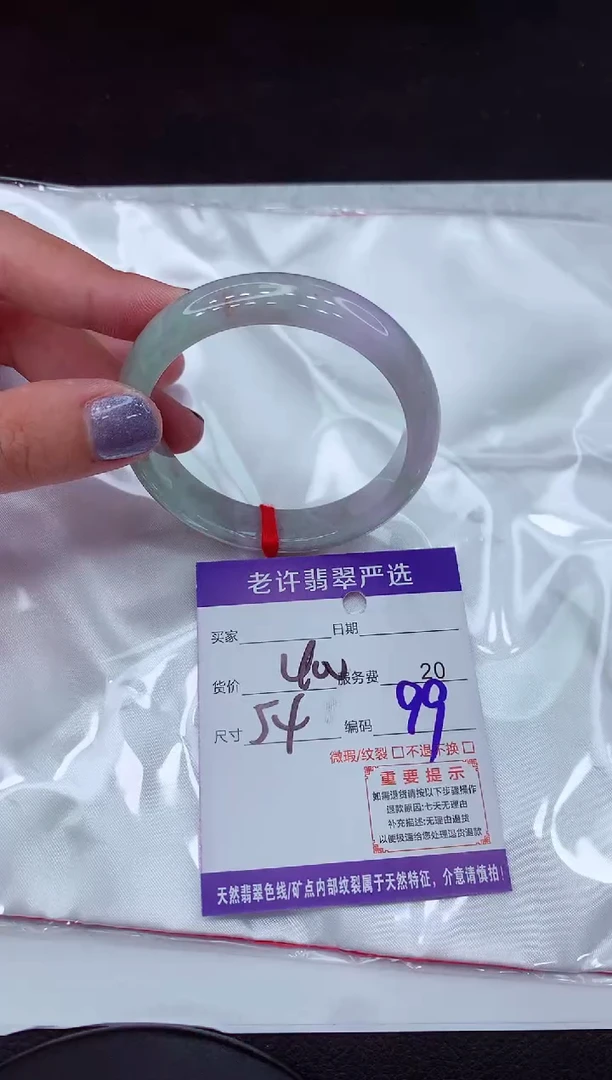 老许翡翠严选
买家 日期
货价 400 服务费 20
尺寸 54 编码 99
微瑕/纹裂□不退不换□
重要提示
如需退货请按以下步骤操作
退款原因:七天无理由
补充描述:无理由退货
以便极速给您处理退货退款
天然翡翠色线/矿点内部纹裂属于天然特征，介意请慎拍!